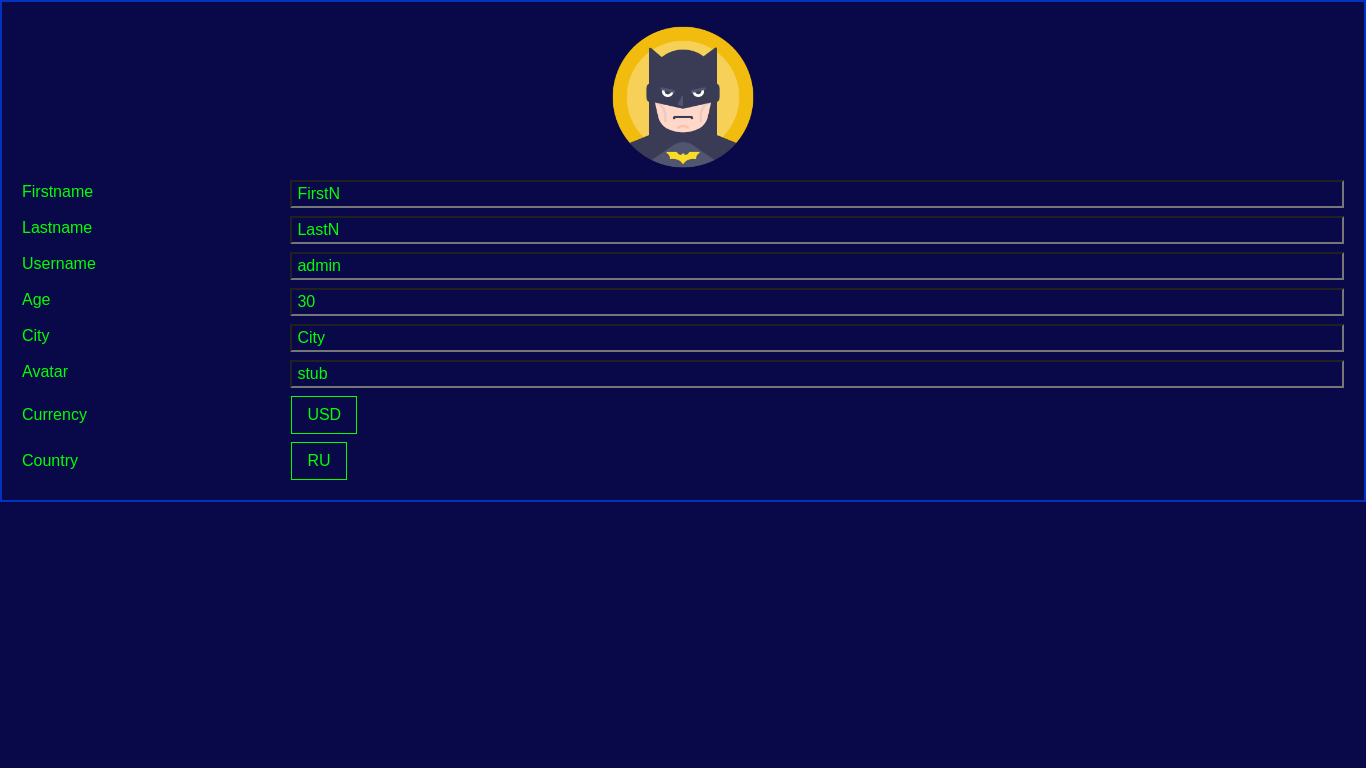 Firstname FirstN
Lastname LastN
Username admin
Age 30
City City
Avatar stub
Currency USD
Country RU